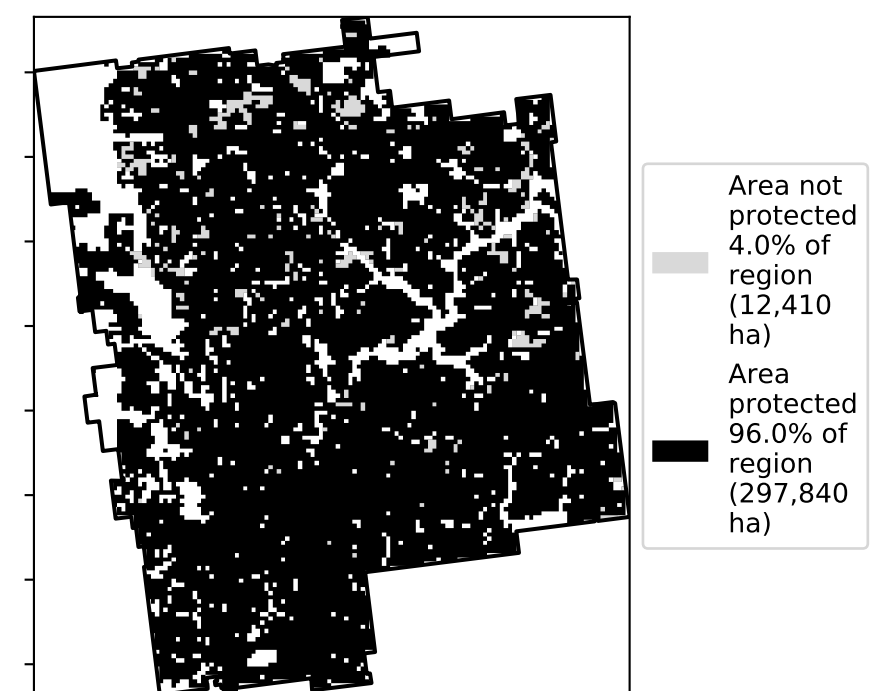 Area not
protected
4.0% of
region
(12,410
ha)
Area
protected
96.0% of
region
(297,840
ha)